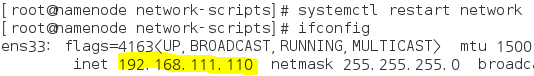 [root@namenode network-scripts]# systemctl restart network
[root@namenode network-scripts]# ifconfig
ens33: flags=4163<UP,BROADCAST,RUNNING,MULTICAST> mtu 1500
inet 192.168.111.110 netmask 255.255.255.0 broadc